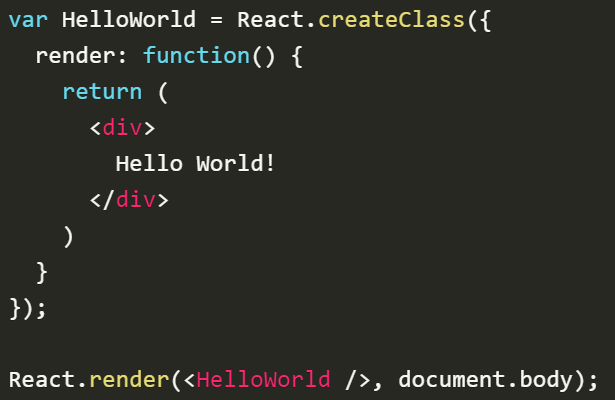 var HelloWorld = React.createClass({
  render: function() {
    return (
      <div>
        Hello World!
      </div>
    )
  }
});

React.render(<HelloWorld />, document.body);